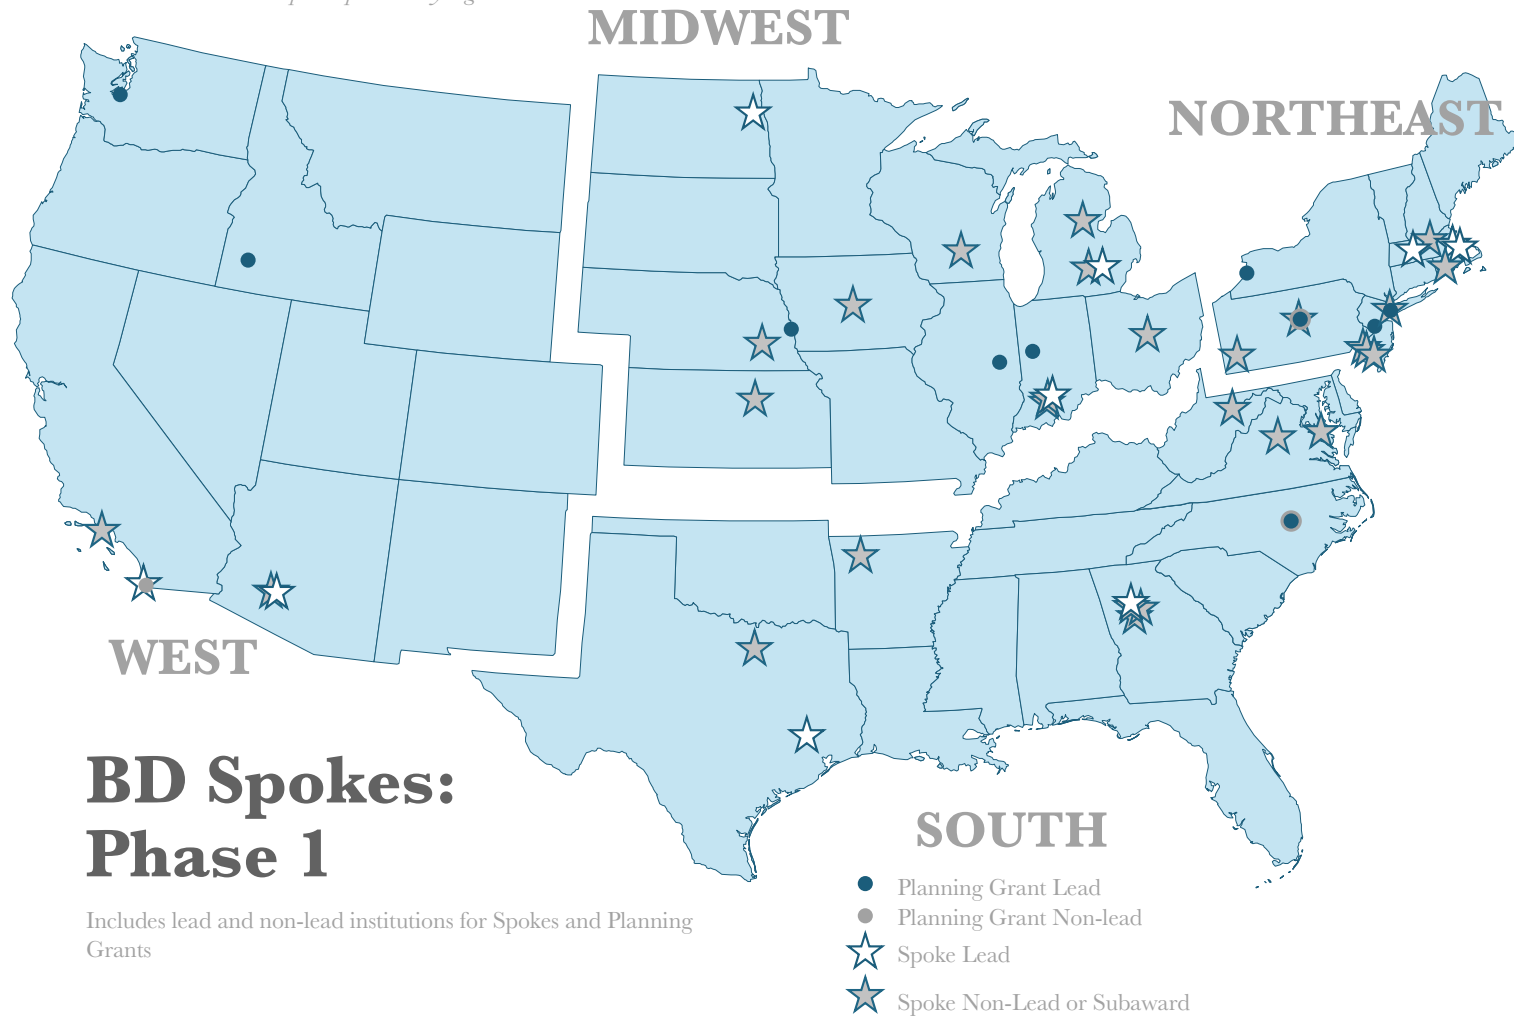 MIDWEST
NORTHEAST
WEST
BD Spokes:
Phase 1
Includes lead and non-lead institutions for Spokes and Planning
Grants
SOUTH
Planning Grant Lead
Planning Grant Non-lead
Spoke Lead
Spoke Non-Lead or Subaward